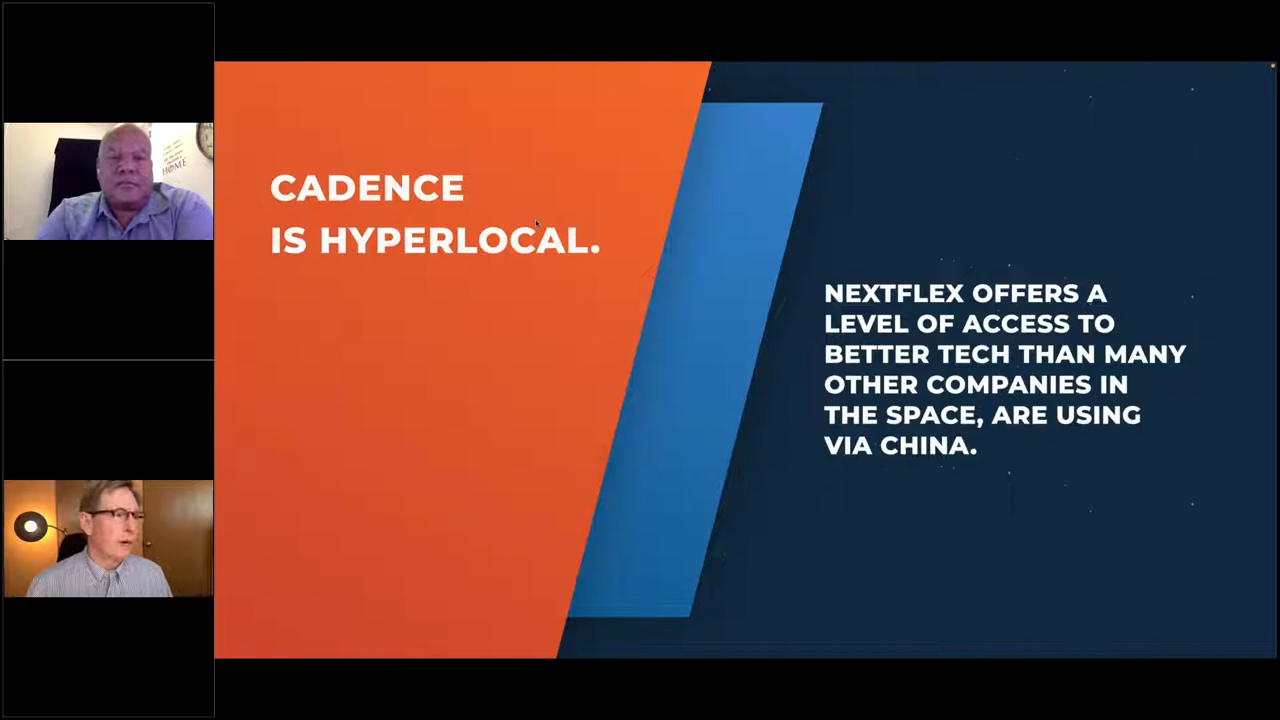 HOME
CADENCE
IS HYPERLOCAL.
NEXTFLEX OFFERS A
LEVEL OF ACCESS TO
BETTER TECH THAN MANY
OTHER COMPANIES IN
THE SPACE, ARE USING
VIA CHINA.